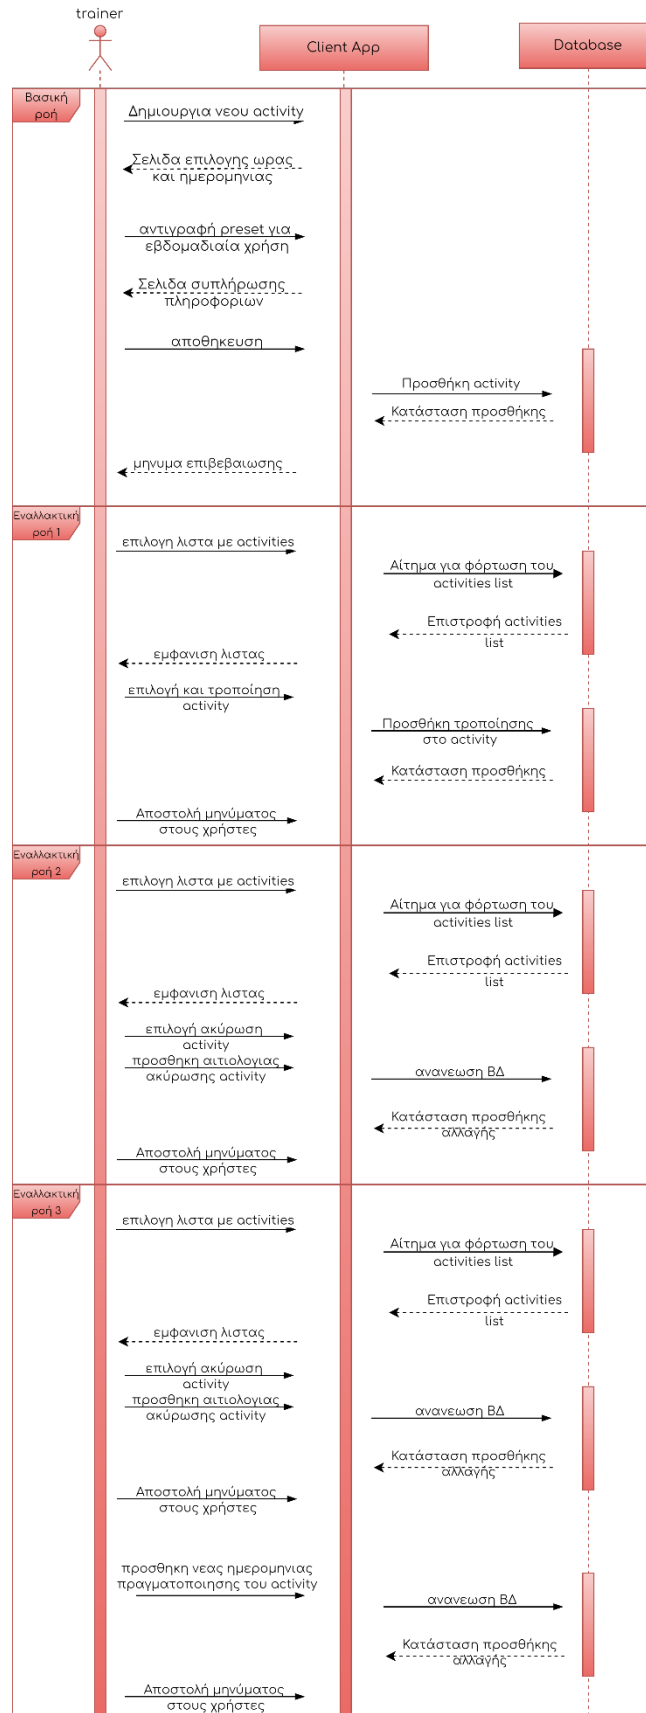 trainer
Client App
Database
Βασική
ροή
Δημιουργια νεου activity
Σελιδα επιλογης ωρας
και ημερομηνιας
αντιγραφή preset για
εβδομαδιαία χρήση
Σελιδα συπλήρωσης
πληροφοριων
αποθηκευση
Προσθήκη activity
Κατάσταση προσθήκης
μηνυμα επιβεβαιωσης
Εναλλακτική
ροή 1
επιλογη λιστα με activities
Αίτημα για φόρτωση του
activities list
Επιστροφή activities
list
εμφανιση λιστας
επιλογή και τροποίηση
activity
Προσθήκη τροποίησης
στο activity
Κατάσταση προσθήκης
Αποστολή μηνύματος
στους χρήστες
Εναλλακτική
ροή 2
επιλογη λιστα με activities
Αίτημα για φόρτωση του
activities list
Επιστροφή activities
list
εμφανιση λιστας
επιλογή ακύρωση
activity
προσθηκη αιτιολογιας
ακύρωσης activity
ανανεωση ΒΔ
Κατάσταση προσθήκης
αλλαγής
Αποστολή μηνύματος
στους χρήστες
Εναλλακτική
ροή 3
επιλογη λιστα με activities
Αίτημα για φόρτωση του
activities list
Επιστροφή activities
list
εμφανιση λιστας
επιλογή ακύρωση
activity
προσθηκη αιτιολογιας
ακύρωσης activity
ανανεωση ΒΔ
Κατάσταση προσθήκης
αλλαγής
Αποστολή μηνύματος
στους χρήστες
προσθηκη νεας ημερομηνιας
πραγματοποιησης του activity
ανανεωση ΒΔ
Κατάσταση προσθήκης
αλλαγής
Αποστολή μηνύματος
στους χρήστες